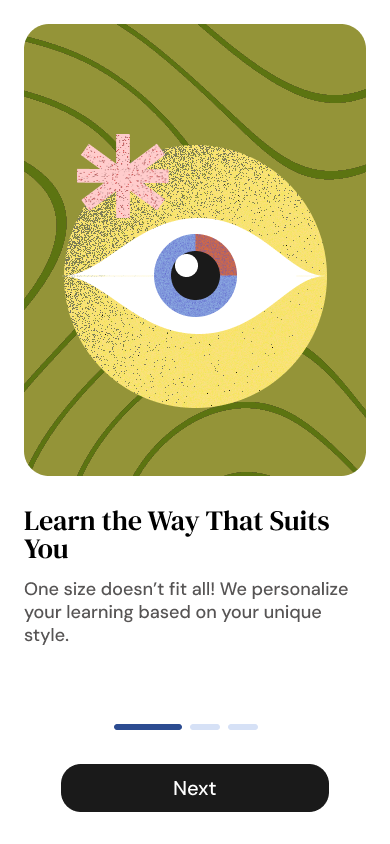 Learn the Way That Suits
You
One size doesn’t fit all! We personalize
your learning based on your unique
style.
Next